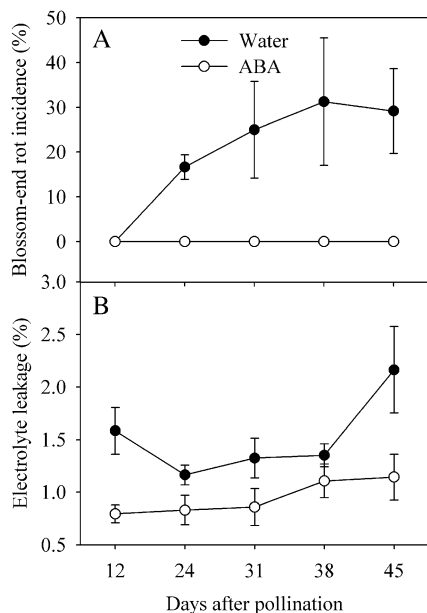 A
Water
ABA
Blossom-end rot incidence (%)
50
40
30
20
10
0
B
Electrolyte leakage (%)
3.0
2.5
2.0
1.5
1.0
0.5
12 24 31 38 45
Days after pollination